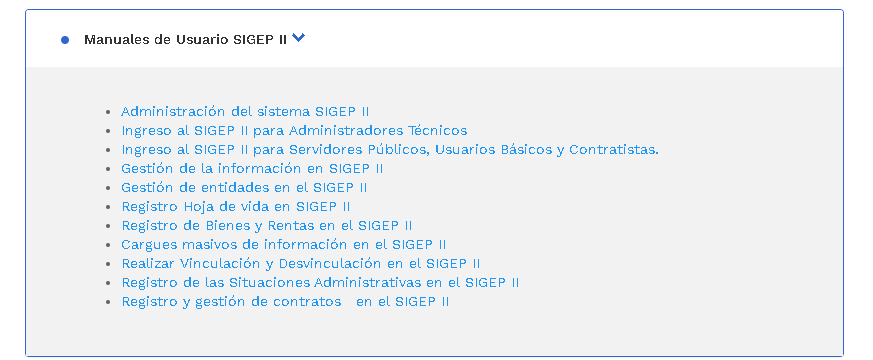 Manuales de Usuario SIGEP II
Administración del sistema SIGEP II
Ingreso al SIGEP II para Administradores Técnicos
Ingreso al SIGEP II para Servidores Públicos, Usuarios Básicos y Contratistas.
Gestión de la información en SIGEP II
Gestión de entidades en el SIGEP II
Registro Hoja de vida en SIGEP II
Registro de Bienes y Rentas en el SIGEP II
Cargues masivos de información en el SIGEP II
Realizar Vinculación y Desvinculación en el SIGEP II
Registro de las Situaciones Administrativas en el SIGEP II
Registro y gestión de contratos en el SIGEP II